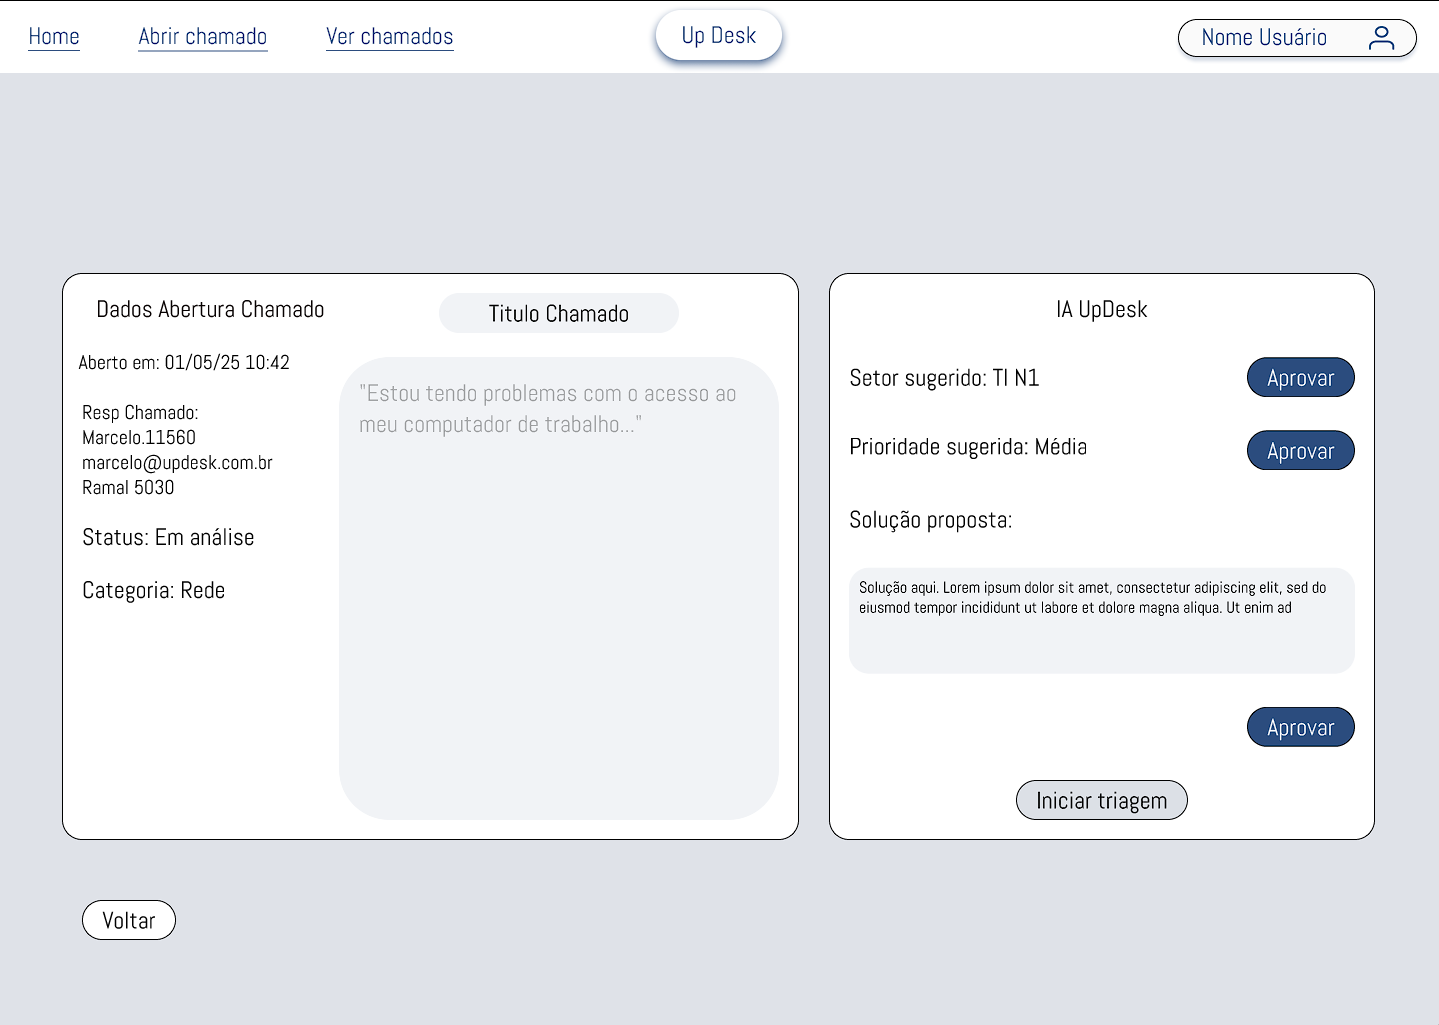 Home
Abrir chamado
Ver chamados
Up Desk
Nome Usuário
Dados Abertura Chamado
Titulo Chamado
Aberto em: 01/05/25 10:42
Resp Chamado:
Marcelo.11560
marcelo@updesk.com.br
Ramal 5030
Status: Em análise
Categoria: Rede
"Estou tendo problemas com o acesso ao
meu computador de trabalho..."
IA UpDesk
Setor sugerido: TI N1
Aprovar
Prioridade sugerida: Média
Aprovar
Solução proposta:
Solução aqui. Lorem ipsum dolor sit amet, consectetur adipiscing elit, sed do
eiusmod tempor incididunt ut labore et dolore magna aliqua. Ut enim ad
Aprovar
Iniciar triagem
Voltar